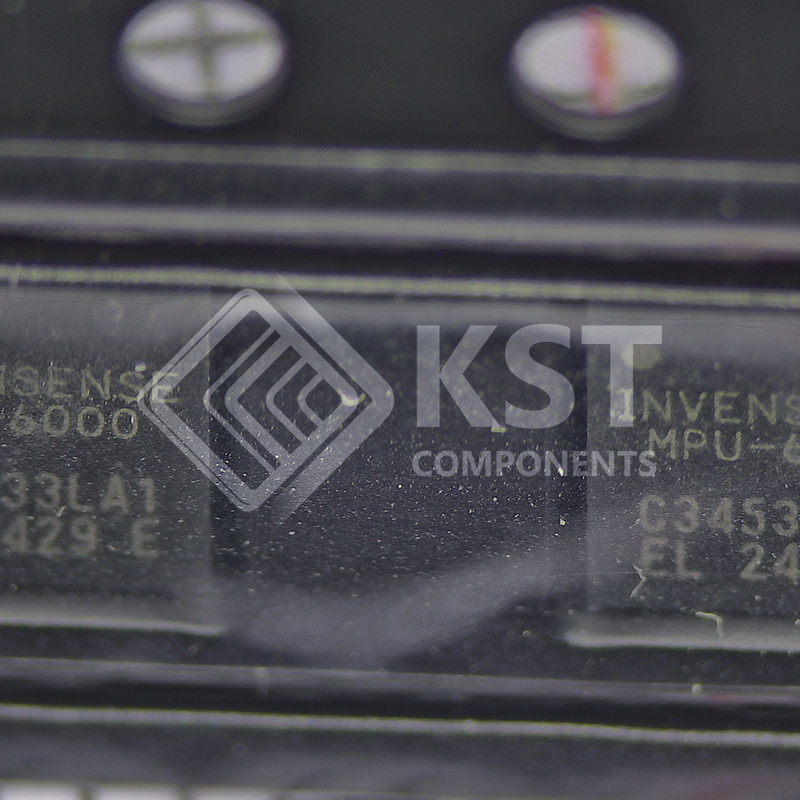 NSENSE
-6000
33LA1
429 E
KST
COMPONENTS
INVENS
MPU-6
C3453
EL 24